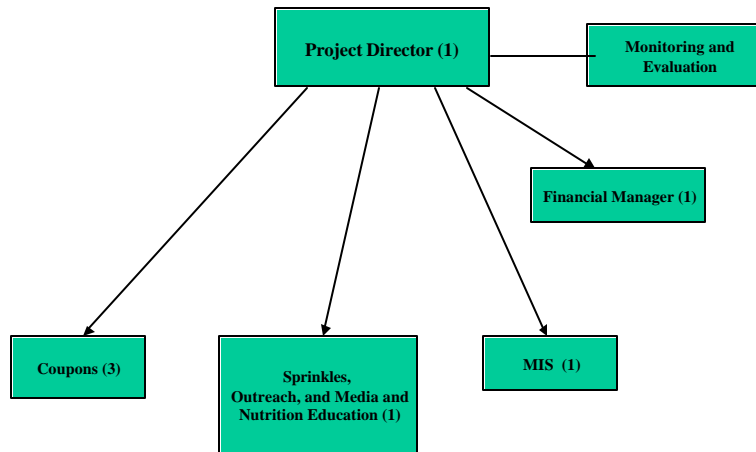 Project Director (1)
Monitoring and
Evaluation
Financial Manager (1)
Coupons (3)
Sprinkles,
Outreach, and Media and
Nutrition Education (1)
MIS (1)